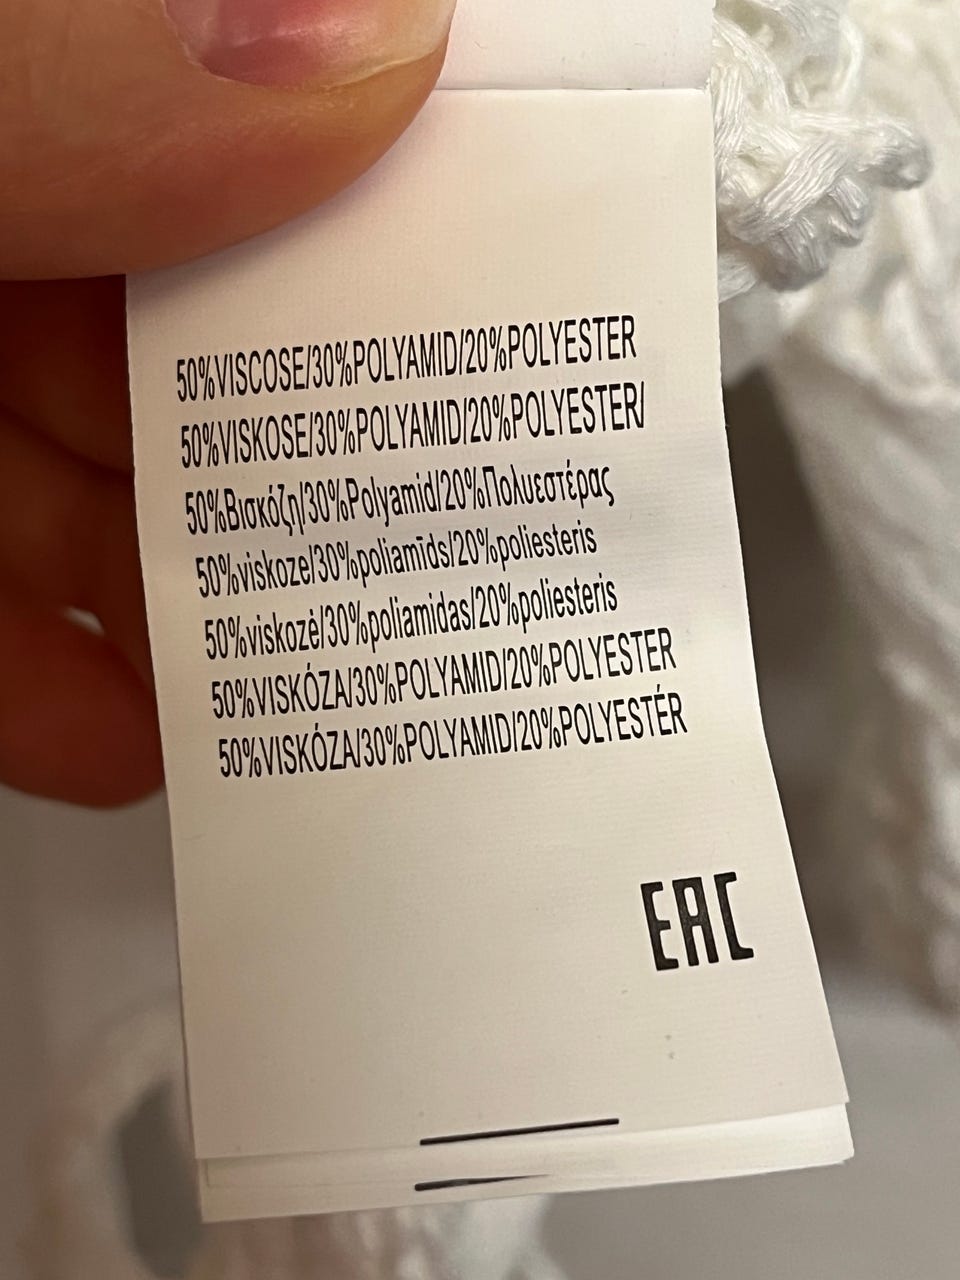 50%VISCOSE/30%POLYAMID/20%POLYESTER
50%VISKOSE/30%POLYAMID/20%POLYESTER/
50%Βισκόζη/30%Polyamid/20%Πολυεστέρας
50%viskoze/30%poliamīds/20%poliesteris
50%viskozė/30%poliamidas/20%poliesteris
50%VISKÓZA/30%POLYAMID/20%POLYESTER
50%VISKÓZA/30%POLYAMID/20%POLYESTÉR
EAC